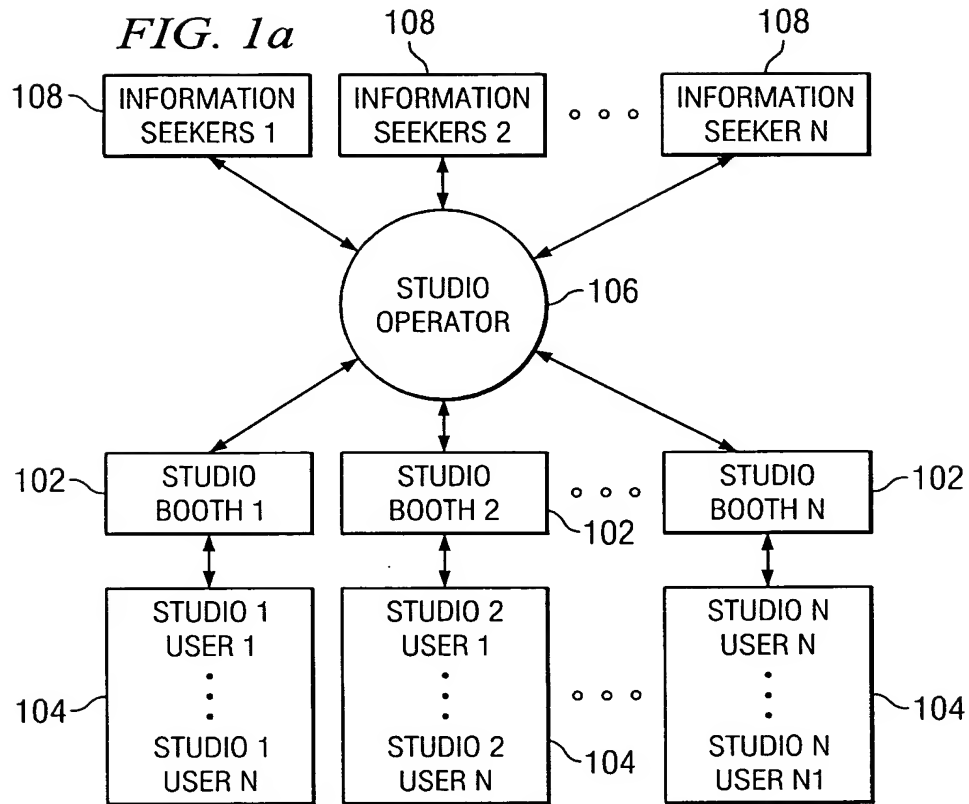 FIG. 1a
108
108
108
INFORMATION
SEEKERS 1
INFORMATION
SEEKERS 2
INFORMATION
SEEKER N
STUDIO
OPERATOR
106
102
STUDIO
BOOTH 1
STUDIO
BOOTH 2
102
STUDIO
BOOTH N
102
104
STUDIO 1
USER 1
STUDIO 1
USER N
STUDIO 2
USER 1
STUDIO 2
USER N
104
STUDIO N
USER N
STUDIO N
USER N1
104